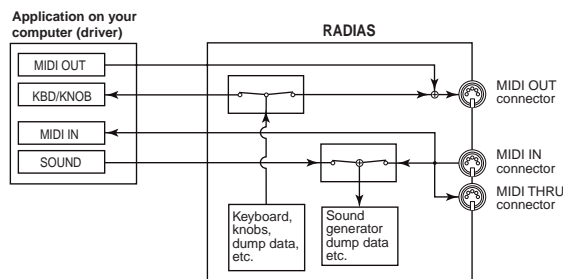 Application on your
computer (driver)
RADIAS
MIDI OUT
KBD/KNOB
MIDI IN
SOUND
MIDI OUT
connector
MIDI IN
connector
MIDI THRU
connector
Keyboard,
knobs,
dump data,
etc.
Sound
generator
dump data
etc.